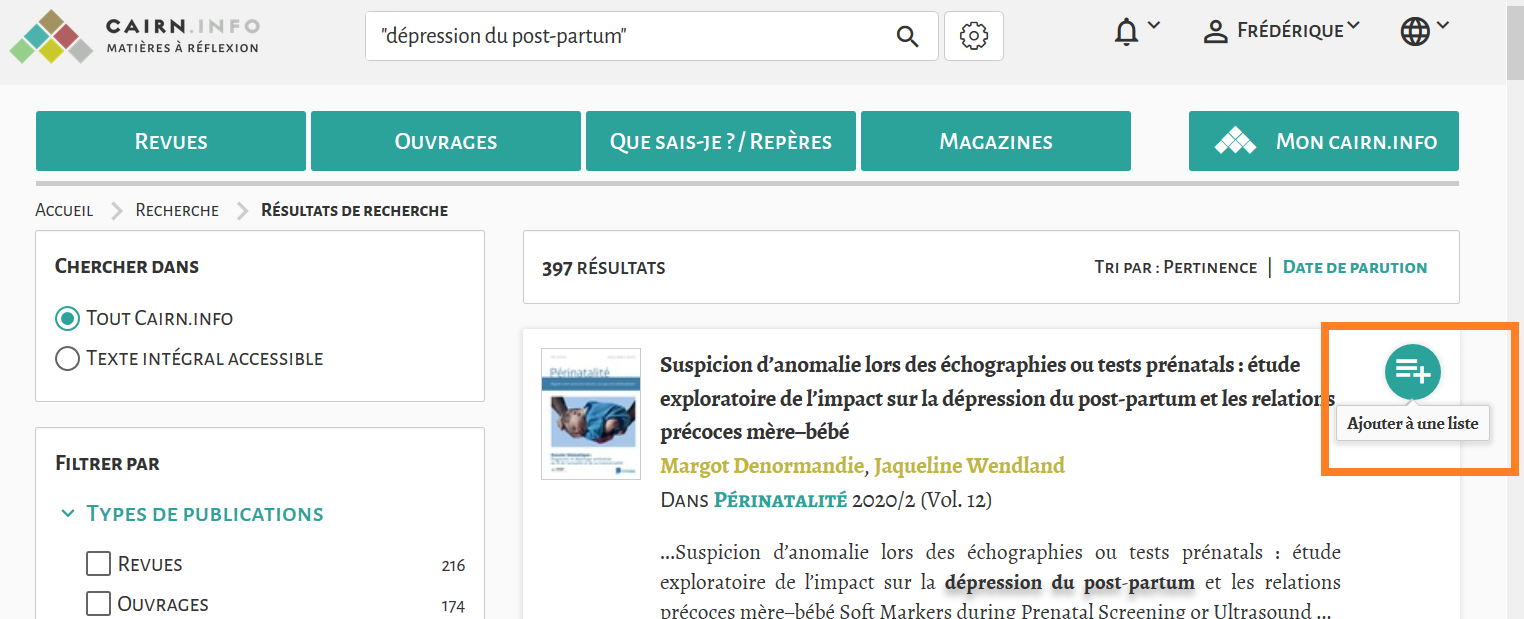 CAIRN.INFO
MATIÈRES À RÉFLEXION
"dépression du post-partum"
FRÉDÉRIQUE
REVUES
OUVRAGES
QUE SAIS-JE ? / REPÈRES
MAGAZINES
MON CAIRN.INFO
ACCUEIL
RECHERCHE
RÉSULTATS DE RECHERCHE
CHERCHER DANS
TOUT CAIRN.INFO
TEXTE INTÉGRAL ACCESSIBLE
FILTRER PAR
TYPES DE PUBLICATIONS
REVUES 216
OUVRAGES 174
397 RÉSULTATS
TRI PAR : PERTINENCE | DATE DE PARUTION
Périnatalité
Suspicion d’anomalie lors des échographies ou tests prénatals : étude
exploratoire de l’impact sur la dépression du post-partum et les relations
précoces mère–bébé
Margot Denormandie, Jaqueline Wendland
DANS PÉRINATALITÉ 2020/2 (Vol. 12)
Ajouter à une liste
...Suspicion d’anomalie lors des échographies ou tests prénatals : étude
exploratoire de l’impact sur la dépression du post-partum et les relations
précoces mère–bébé Soft Markers during Prenatal Screening or Ultrasound ...